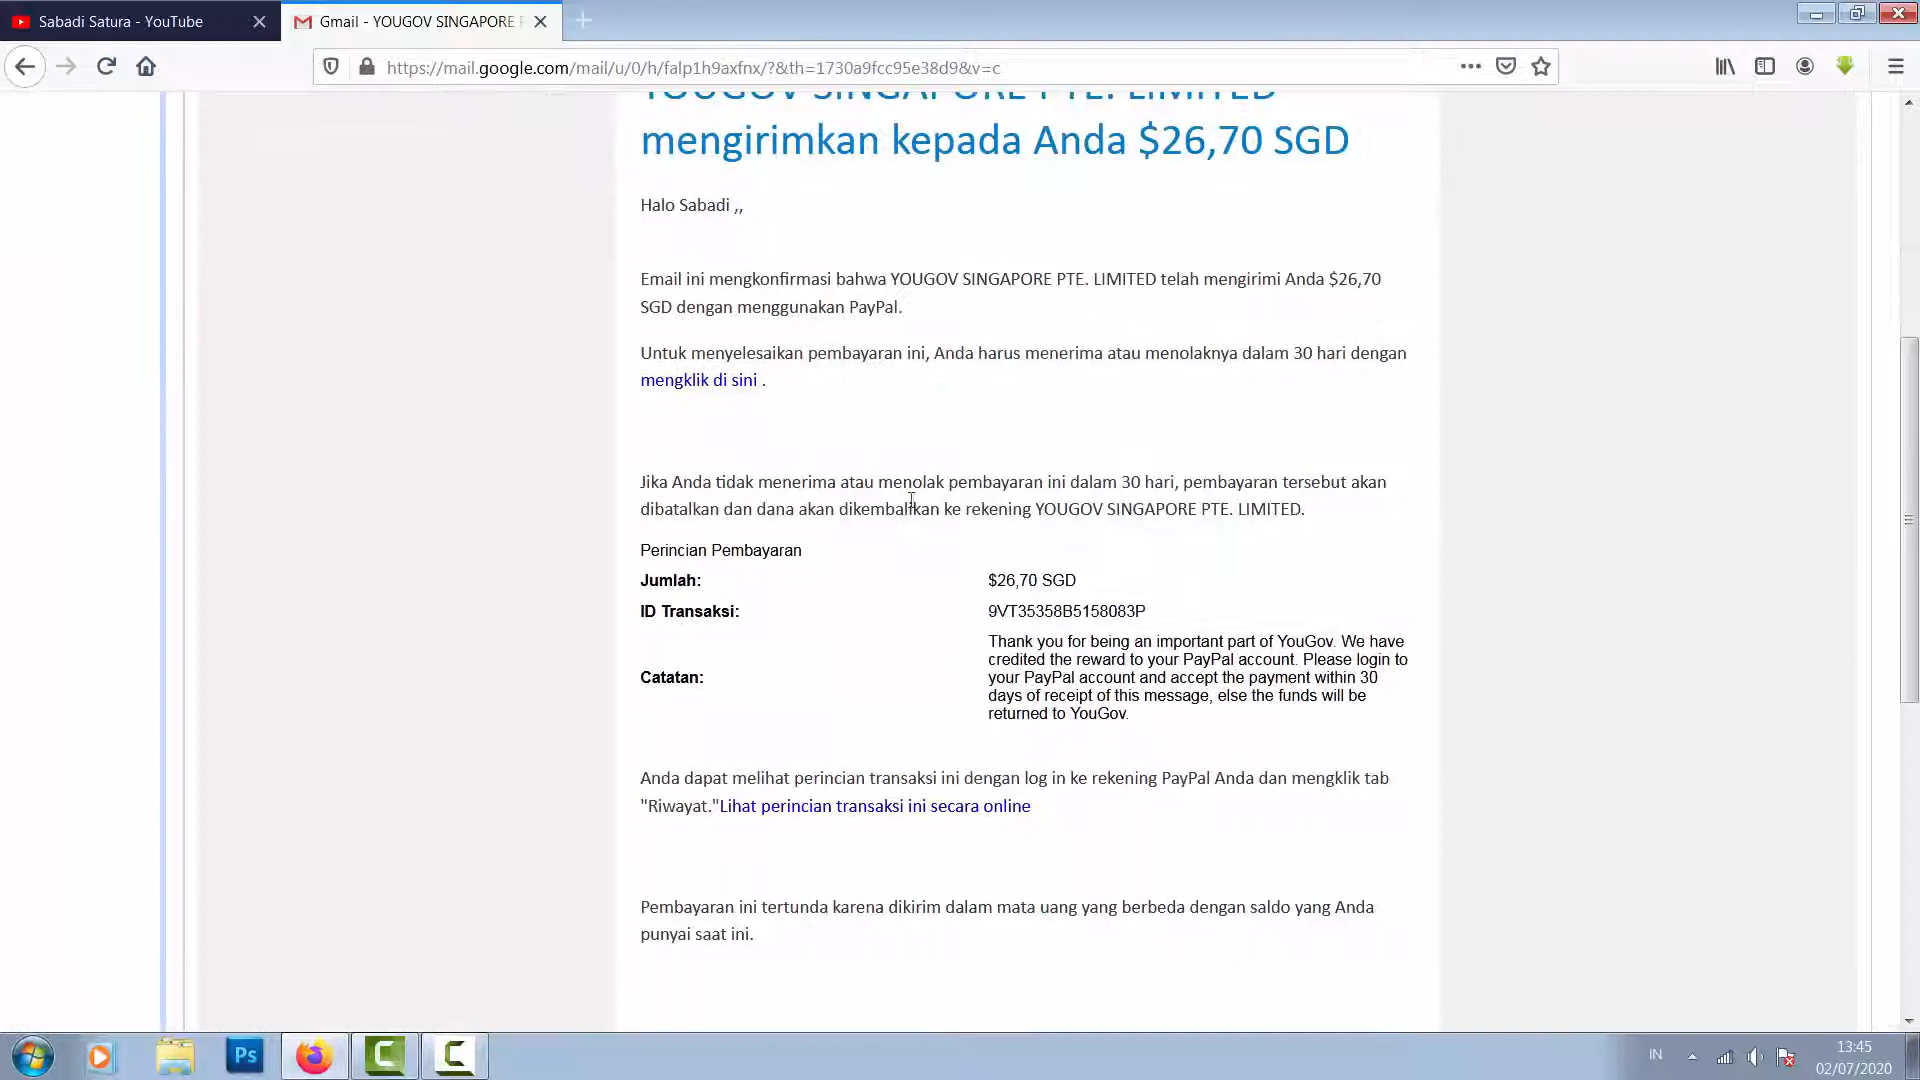 Sabadi Satura - YouTube
Gmail - YOUGOV SINGAPORE P
https://mail.google.com/mail/u/0/h/falp1h9axfnx/?&th=1730a9fcc95e38d9&v=c
YOUGOV SINGAPORE PTE. LIMITED
mengirimkan kepada Anda $26,70 SGD
Halo Sabadi ,,
Email ini mengkonfirmasi bahwa YOUGOV SINGAPORE PTE. LIMITED telah mengirimi Anda $26,70
SGD dengan menggunakan PayPal.
Untuk menyelesaikan pembayaran ini, Anda harus menerima atau menolaknya dalam 30 hari dengan
mengklik di sini .
Jika Anda tidak menerima atau menolak pembayaran ini dalam 30 hari, pembayaran tersebut akan
dibatalkan dan dana akan dikembalikan ke rekening YOUGOV SINGAPORE PTE. LIMITED.
Perincian Pembayaran
Jumlah: $26,70 SGD
ID Transaksi: 9VT35358B5158083P
Catatan: Thank you for being an important part of YouGov. We have
credited the reward to your PayPal account. Please login to
your PayPal account and accept the payment within 30
days of receipt of this message, else the funds will be
returned to YouGov.
Anda dapat melihat perincian transaksi ini dengan log in ke rekening PayPal Anda dan mengklik tab
"Riwayat."Lihat perincian transaksi ini secara online
Pembayaran ini tertunda karena dikirim dalam mata uang yang berbeda dengan saldo yang Anda
punyai saat ini.
Ps
IN
13:45
02/07/2020